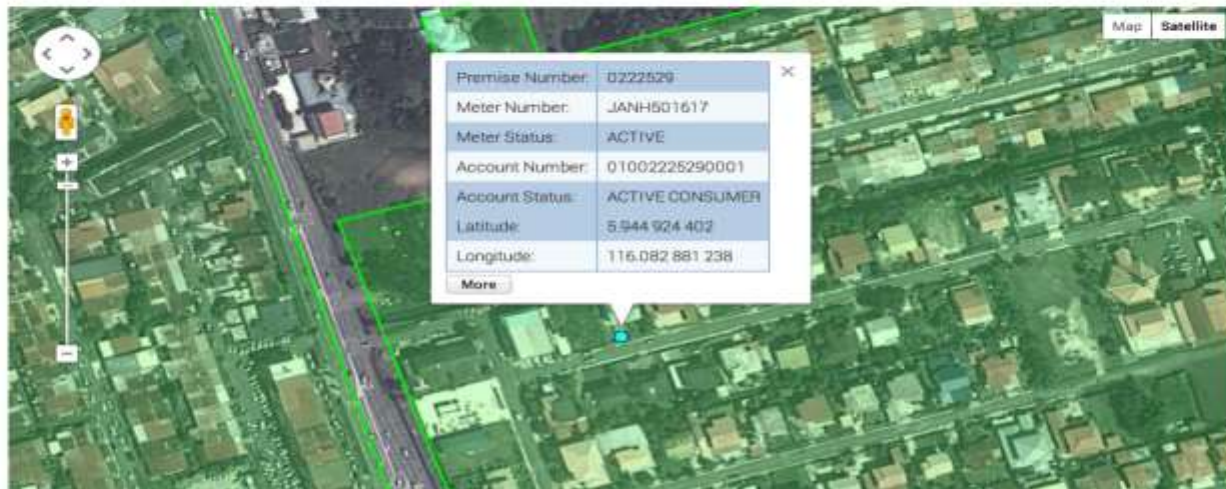 Map Satellite
Premise Number: 0222529
Meter Number: JANH501617
Meter Status: ACTIVE
Account Number: 01002225290001
Account Status: ACTIVE CONSUMER
Latitude: 5.944 924 402
Longitude: 116.082 881 238
More